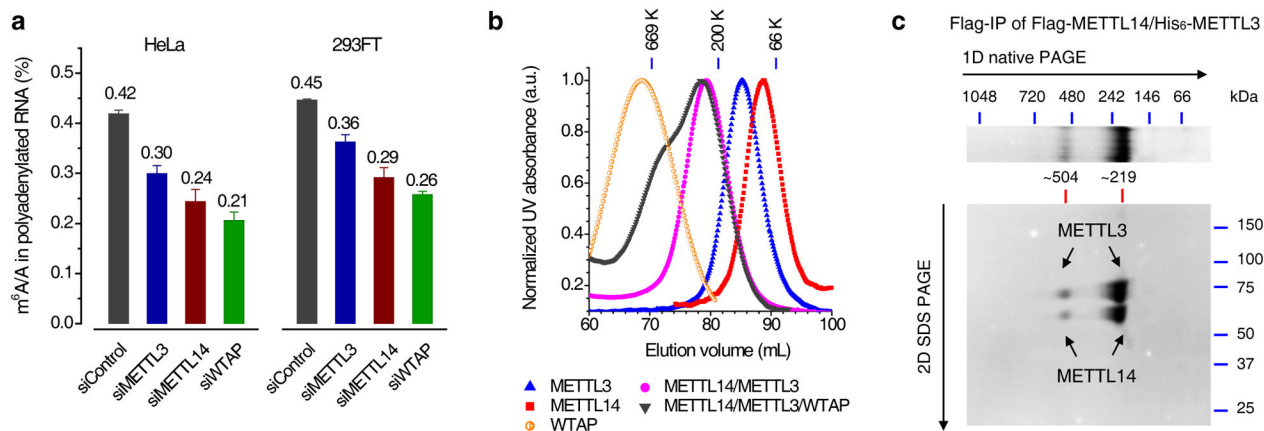 a
HeLa
293FT
m⁶A/A in polyadenylated RNA (%)
0.5
0.4
0.3
0.2
0.1
0.0
0.42
0.30
0.24
0.21
0.45
0.36
0.29
0.26
siControl
siMETTL3
siMETTL14
siWTAP
siControl
siMETTL3
siMETTL14
siWTAP
b
669 K
200 K
66 K
Normalized UV absorbance (a.u.)
1.0
0.8
0.6
0.4
0.2
60
70
80
90
100
Elution volume (mL)
METTL3
METTL14
WTAP
METTL14/METTL3
METTL14/METTL3/WTAP
c
Flag-IP of Flag-METTL14/His₆-METTL3
1D native PAGE
1048
720
480
242
146
66
kDa
~504
~219
2D SDS PAGE
METTL3
METTL14
150
100
75
50
37
25